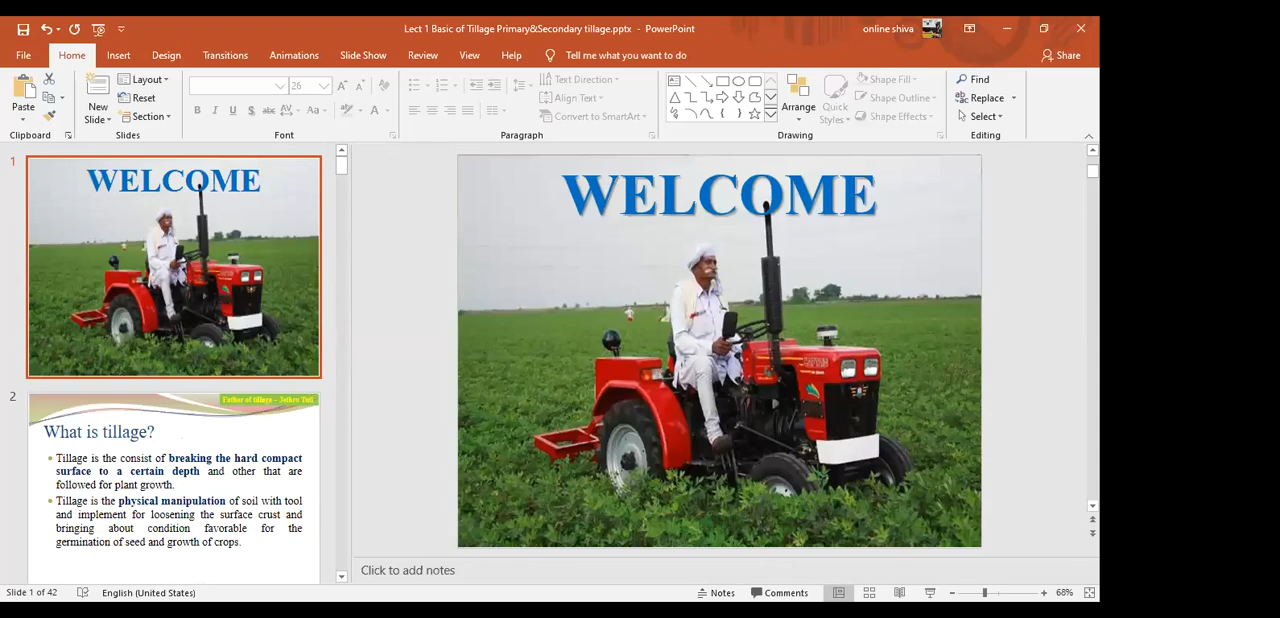 Lect 1 Basic of Tillage Primary&Secondary tillage.pptx - PowerPoint
online shiva
File Home Insert Design Transitions Animations Slide Show Review View Help Tell me what you want to do Share
Paste
New Slide
Layout
Reset
Section
26
B I U S abc AV Aa A
Text Direction
Align Text
Convert to SmartArt
Arrange
Quick Styles
Shape Fill
Shape Outline
Shape Effects
Find
Replace
Select
Clipboard Slides Font Paragraph Drawing Editing
1
WELCOME
2
Father of tillage – Jethro Tull
What is tillage?
• Tillage is the consist of breaking the hard compact
surface to a certain depth and other that are
followed for plant growth.
• Tillage is the physical manipulation of soil with tool
and implement for loosening the surface crust and
bringing about condition favorable for the
germination of seed and growth of crops.
WELCOME
Click to add notes
Slide 1 of 42 English (United States) Notes Comments 68%